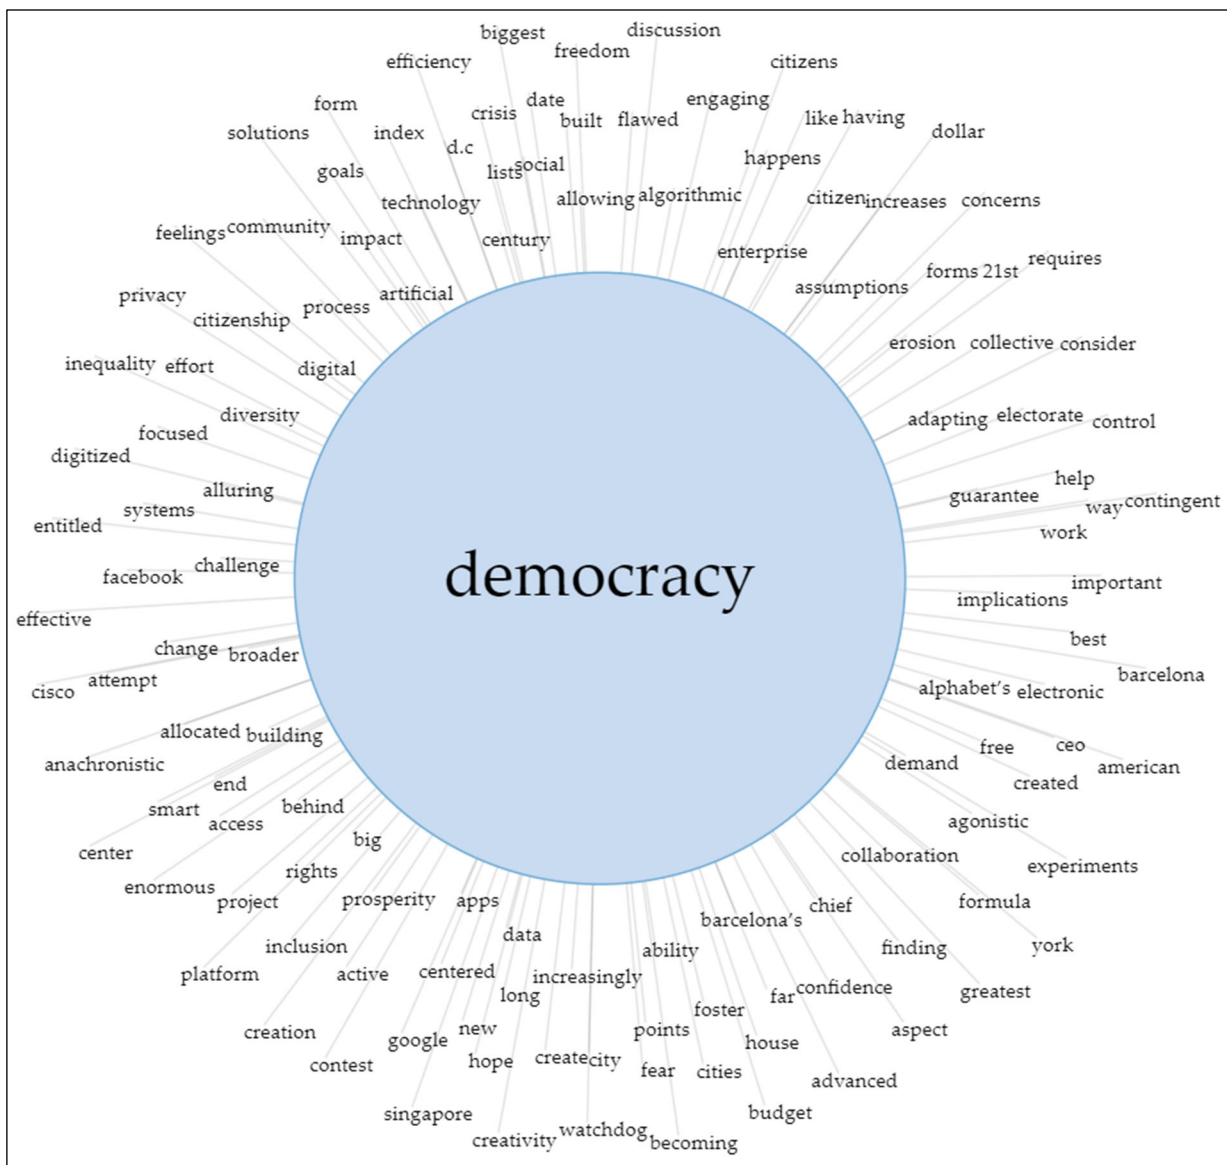 discussion
biggest
freedom
efficiency
citizens
engaging
date
form
crisis
like having
built
flawed
solutions
index
dollar
d.c
happens
social
goals
lists
allowing
algorithmic
citizen
increases
concerns
technology
feelings
community
impact
century
enterprise
requires
forms
21st
assumptions
privacy
artificial
process
citizenship
erosion
collective
consider
inequality
effort
digital
diversity
adapting
electorate
control
focused
digitized
help
alluring
guarantee
way
contingent
systems
entitled
work
challenge
democracy
facebook
important
implications
effective
best
change
broader
barcelona
attempt
cisco
alphabet's
electronic
allocated
building
free
ceo
anachronistic
demand
american
end
created
smart
behind
access
agonistic
big
center
collaboration
experiments
rights
enormous
project
prosperity
apps
chief
formula
barcelona's
data
inclusion
ability
finding
york
platform
active
centered
increasingly
confidence
long
far
greatest
foster
creation
new
points
aspect
google
house
contest
hope
create
city
fear
cities
advanced
singapore
budget
watchdog
creativity
becoming